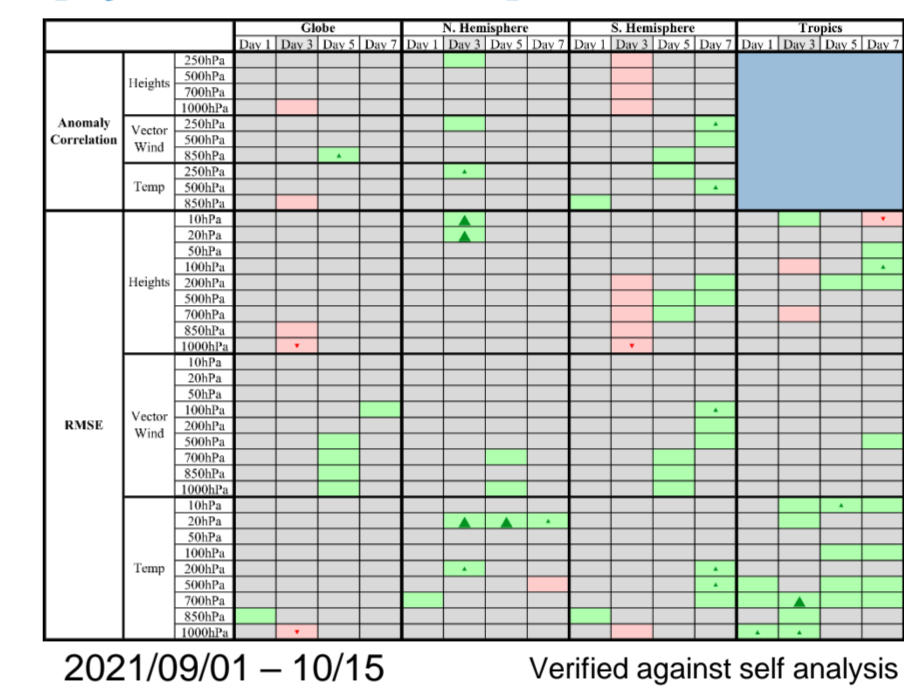 Globe N. Hemisphere S. Hemisphere Tropics
Day 1 Day 3 Day 5 Day 7 Day 1 Day 3 Day 5 Day 7 Day 1 Day 3 Day 5 Day 7 Day 1 Day 3 Day 5 Day 7
Anomaly Correlation
Heights
250hPa
500hPa
700hPa
1000hPa
Vector Wind
250hPa
500hPa
850hPa
Temp
250hPa
500hPa
850hPa
RMSE
Heights
10hPa
20hPa
50hPa
100hPa
200hPa
500hPa
700hPa
850hPa
1000hPa
Vector Wind
10hPa
20hPa
50hPa
100hPa
200hPa
500hPa
700hPa
850hPa
1000hPa
Temp
10hPa
20hPa
50hPa
100hPa
200hPa
500hPa
700hPa
850hPa
1000hPa
2021/09/01 – 10/15 Verified against self analysis